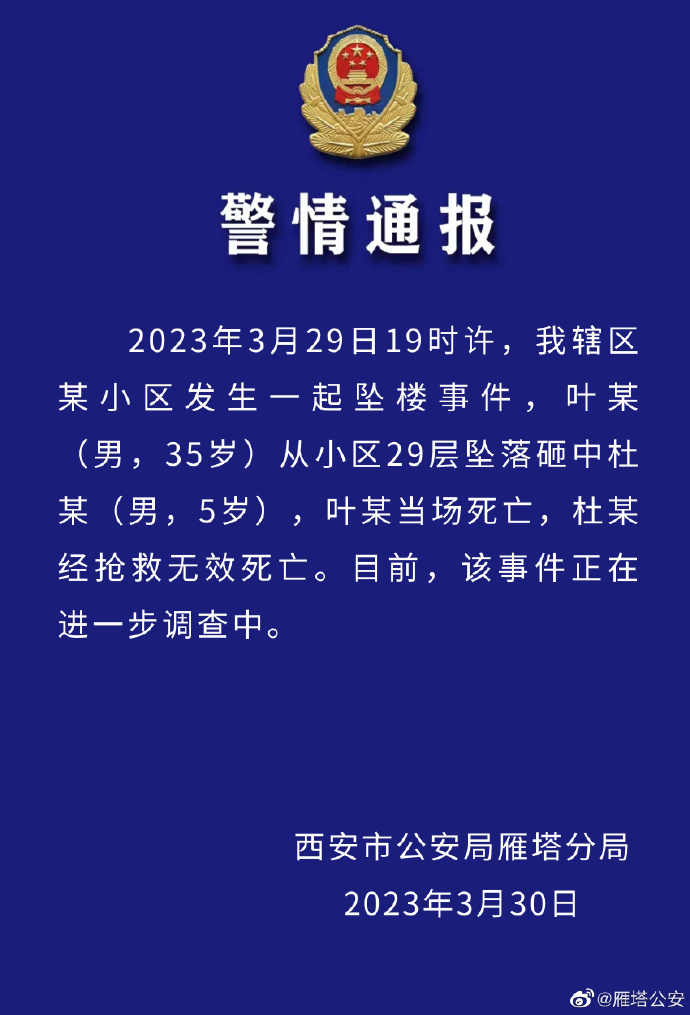 警情通报
2023年3月29日19时许，我辖区
某小区发生一起坠楼事件，叶某
（男，35岁）从小区29层坠落砸中杜
某（男，5岁），叶某当场死亡，杜某
经抢救无效死亡。目前，该事件正在
进一步调查中。
西安市公安局雁塔分局
2023年3月30日
@雁塔公安